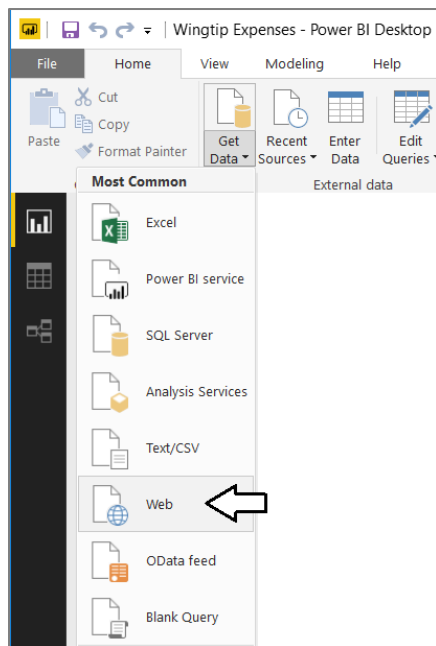 Wingtip Expenses - Power BI Desktop
File Home View Modeling Help
Cut
Copy
Format Painter
Paste
Get Data
Recent Sources
Enter Data
Edit Queries
External data
Most Common
Excel
Power BI service
SQL Server
Analysis Services
Text/CSV
Web
OData feed
Blank Query